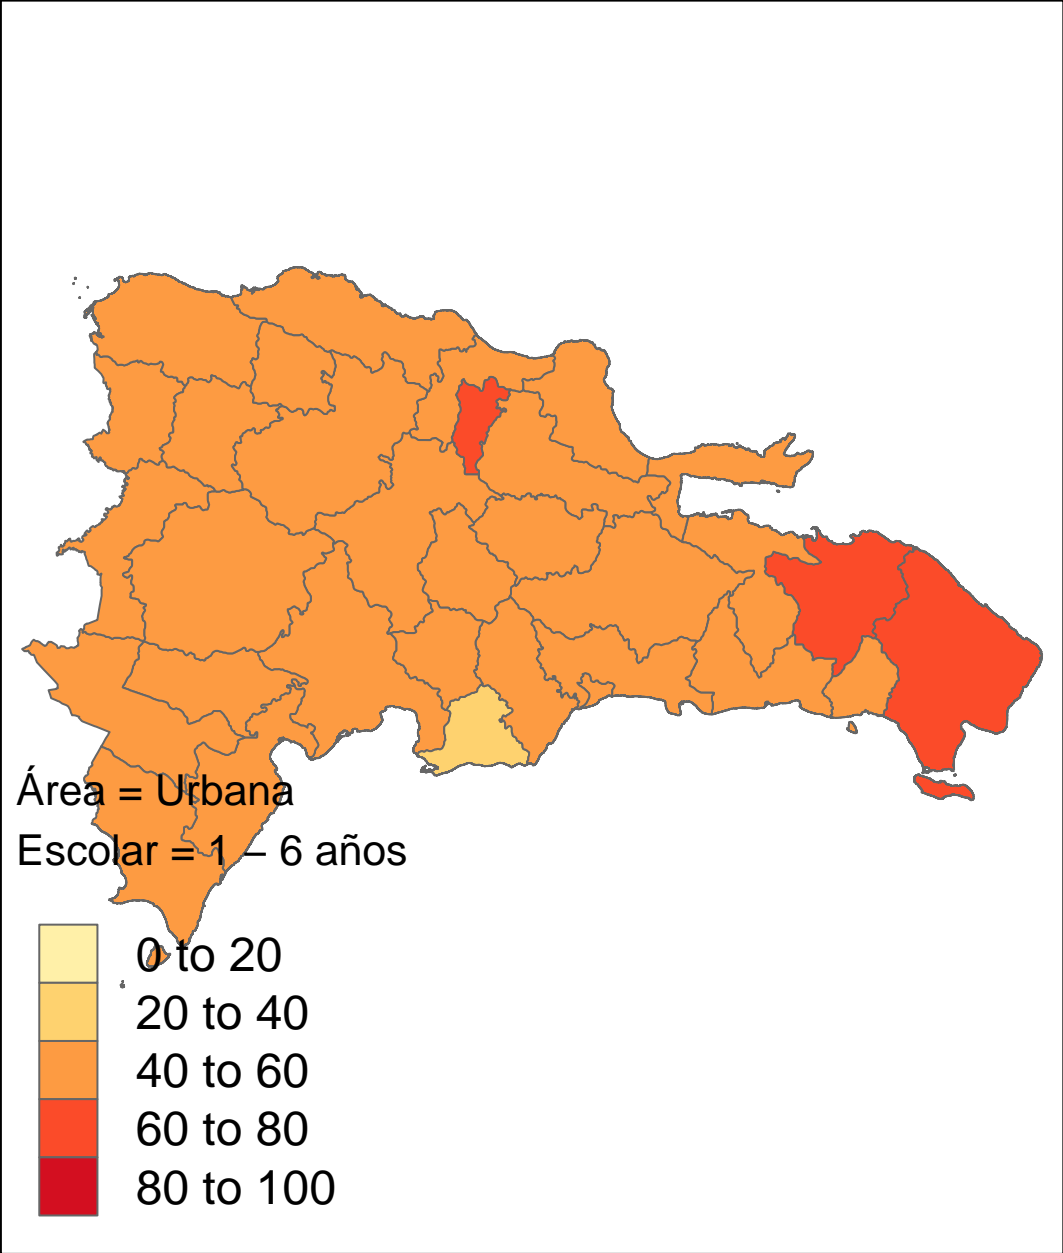 Área = Urbana
Escolar = 1 – 6 años
0 to 20
20 to 40
40 to 60
60 to 80
80 to 100